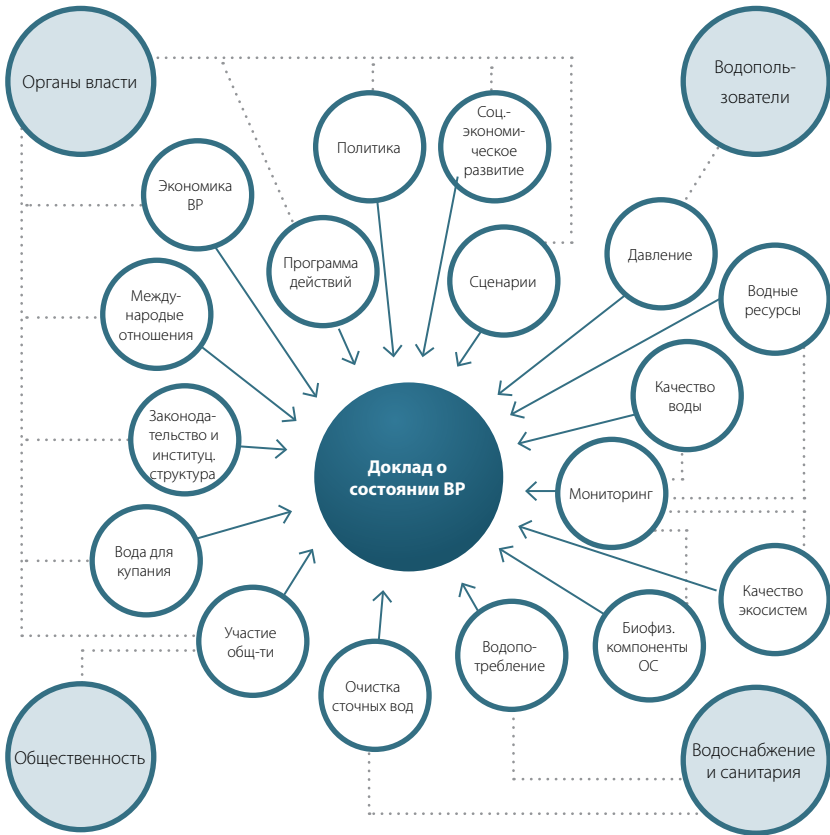 Органы власти
Водополь-
зователи
Политика
Соц.-
экономи-
ческое
развитие
Экономика
ВР
Программа
действий
Сценарии
Давление
Между-
народые
отношения
Водные
ресурсы
Качество
воды
Законода-
тельство и
институц.
структура
Доклад о
состоянии ВР
Мониторинг
Вода для
купания
Качество
экосистем
Участие
общ-ти
Водопо-
требление
Биофиз.
компоненты
ОС
Очистка
сточных вод
Общественность
Водоснабжение
и санитария